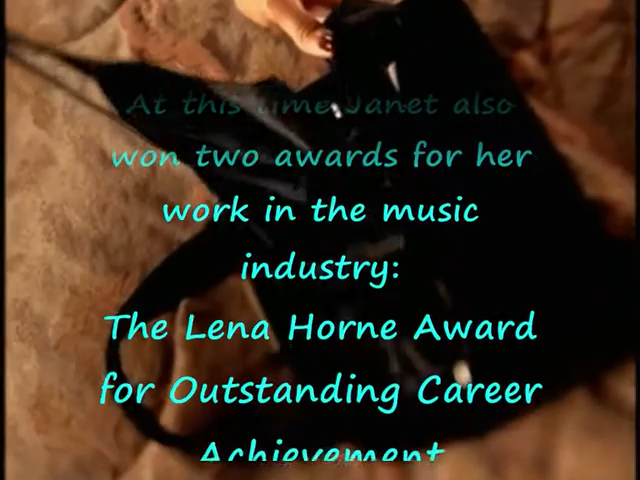 At this time Janet also
won two awards for her
work in the music
industry:
The Lena Horne Award
for Outstanding Career
Achievement